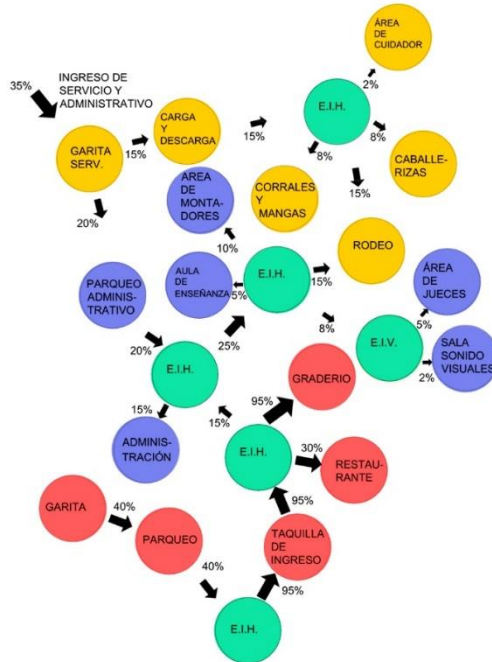 ÁREA
DE
CUIDADOR
2%
35%
INGRESO DE
SERVICIO Y
ADMINISTRATIVO
CARGA
Y
DESCARGA
15%
E.I.H.
8%
8%
15%
GARITA
SERV.
15%
20%
AREA
DE
MONTA-
DORES
CORRALES
Y
MANGAS
CABALLE-
RIZAS
10%
RODEO
PARQUEO
ADMINIS-
TRATIVO
AULA
DE
ENSEÑANZA
5%
E.I.H.
15%
ÁREA
DE
JUECES
8%
5%
E.I.V.
SALA
SONIDO
VISUALES
2%
20%
25%
E.I.H.
GRADERIO
95%
15%
15%
ADMINIS-
TRACIÓN
E.I.H.
30%
RESTAU-
RANTE
GARITA
40%
95%
PARQUEO
TAQUILLA
DE
INGRESO
40%
95%
E.I.H.